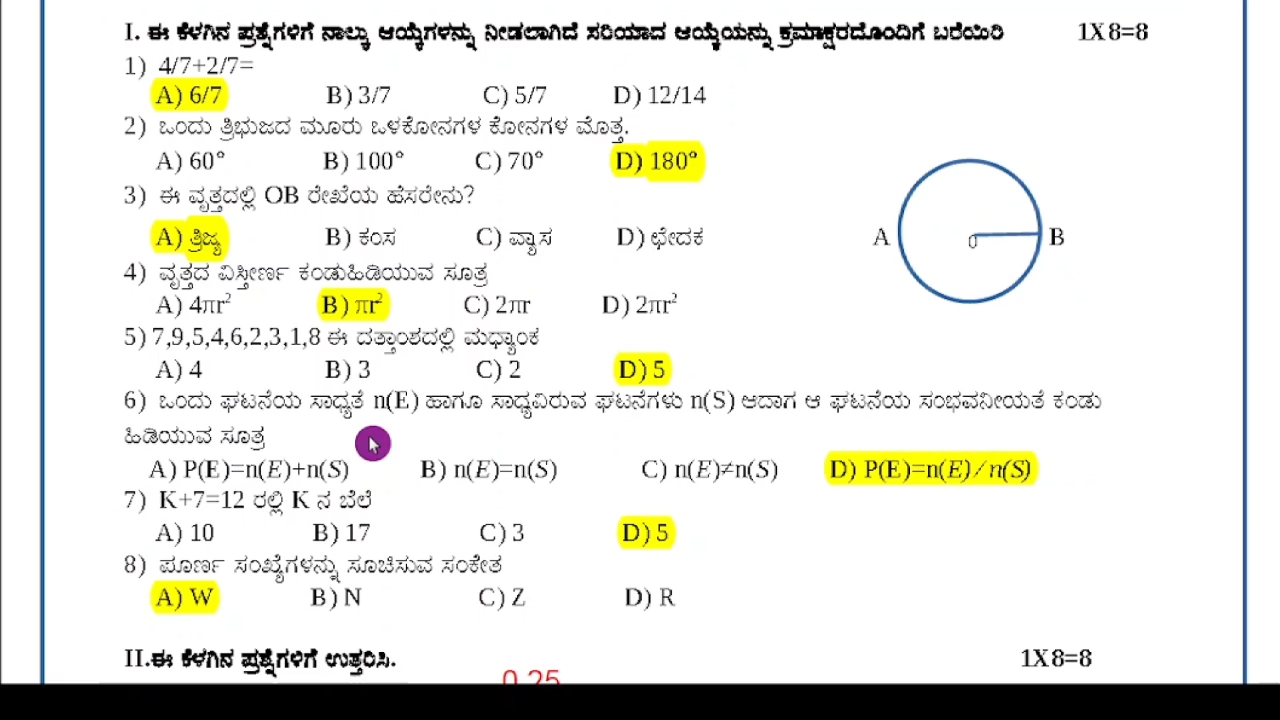 I. ಈ ಕೆಳಗಿನ ಪ್ರಶ್ನೆಗಳಿಗೆ ನಾಲ್ಕು ಆಯ್ಕೆಗಳನ್ನು ನೀಡಲಾಗಿದೆ ಸರಿಯಾದ ಆಯ್ಕೆಯನ್ನು ಕ್ರಮಾಕ್ಷರದೊಂದಿಗೆ ಬರೆಯಿರಿ 1X8=8
1) 4/7+2/7=
A) 6/7 B) 3/7 C) 5/7 D) 12/14
2) ಒಂದು ತ್ರಿಭುಜದ ಮೂರು ಒಳಕೋನಗಳ ಕೋನಗಳ ಮೊತ್ತ.
A) 60° B) 100° C) 70° D) 180°
3) ಈ ವೃತ್ತದಲ್ಲಿ OB ರೇಖೆಯ ಹೆಸರೇನು?
A) ತ್ರಿಜ್ಯ B) ಕಂಸ C) ವ್ಯಾಸ D) ಛೇದಕ
A O B
4) ವೃತ್ತದ ವಿಸ್ತೀರ್ಣ ಕಂಡುಹಿಡಿಯುವ ಸೂತ್ರ
A) 4πr² B) πr² C) 2πr D) 2πr²
5) 7,9,5,4,6,2,3,1,8 ಈ ದತ್ತಾಂಶದಲ್ಲಿ ಮಧ್ಯಾಂಕ
A) 4 B) 3 C) 2 D) 5
6) ಒಂದು ಘಟನೆಯ ಸಾಧ್ಯತೆ n(E) ಹಾಗೂ ಸಾಧ್ಯವಿರುವ ಘಟನೆಗಳು n(S) ಆದಾಗ ಆ ಘಟನೆಯ ಸಂಭವನೀಯತೆ ಕಂಡು
ಹಿಡಿಯುವ ಸೂತ್ರ
A) P(E)=n(E)+n(S) B) n(E)=n(S) C) n(E)≠n(S) D) P(E)=n(E)/n(S)
7) K+7=12 ರಲ್ಲಿ K ನ ಬೆಲೆ
A) 10 B) 17 C) 3 D) 5
8) ಪೂರ್ಣ ಸಂಖ್ಯೆಗಳನ್ನು ಸೂಚಿಸುವ ಸಂಕೇತ
A) W B) N C) Z D) R
II.ಈ ಕೆಳಗಿನ ಪ್ರಶ್ನೆಗಳಿಗೆ ಉತ್ತರಿಸಿ. 1X8=8
0.25